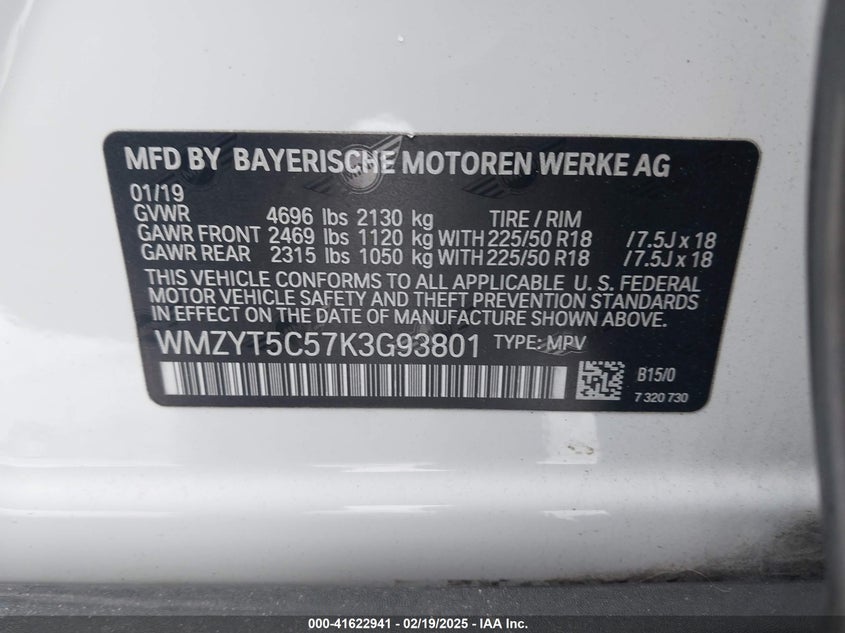 MFD BY BAYERISCHE MOTOREN WERKE AG
01/19
GVWR 4696 lbs 2130 kg TIRE / RIM
GAWR FRONT 2469 lbs 1120 kg WITH 225/50 R18 /7.5J x 18
GAWR REAR 2315 lbs 1050 kg WITH 225/50 R18 /7.5J x 18
THIS VEHICLE CONFORMS TO ALL APPLICABLE U. S. FEDERAL
MOTOR VEHICLE SAFETY AND THEFT PREVENTION STANDARDS
IN EFFECT ON THE DATE OF MANUFACTURE SHOWN ABOVE.
WMZYT5C57K3G93801 TYPE: MPV
B15/0
7 320 730
000-41622941 - 02/19/2025 - IAA Inc.